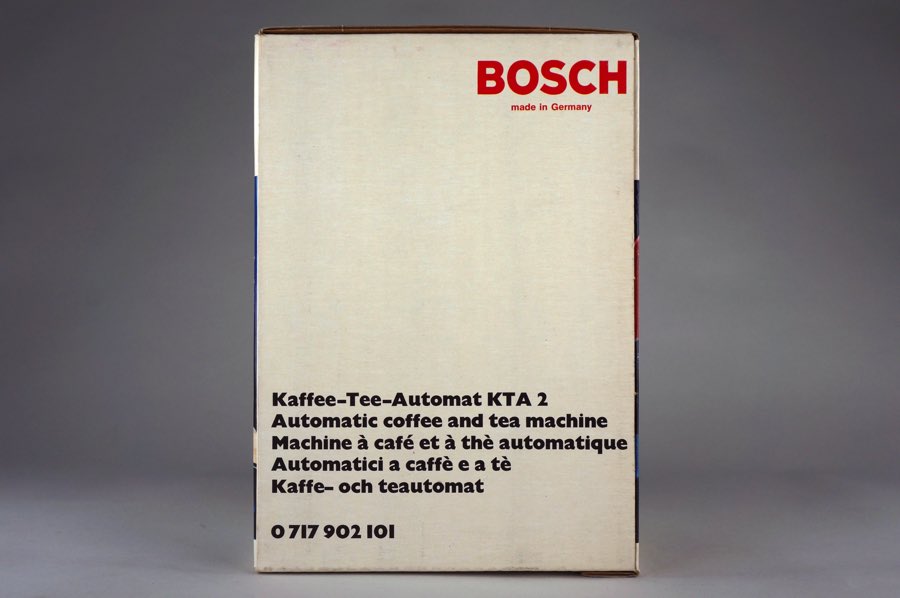 BOSCH
made in Germany
Kaffee-Tee-Automat KTA 2
Automatic coffee and tea machine
Machine à café et à thè automatique
Automatici a caffè e a tè
Kaffe- och teautomat
0 717 902 101